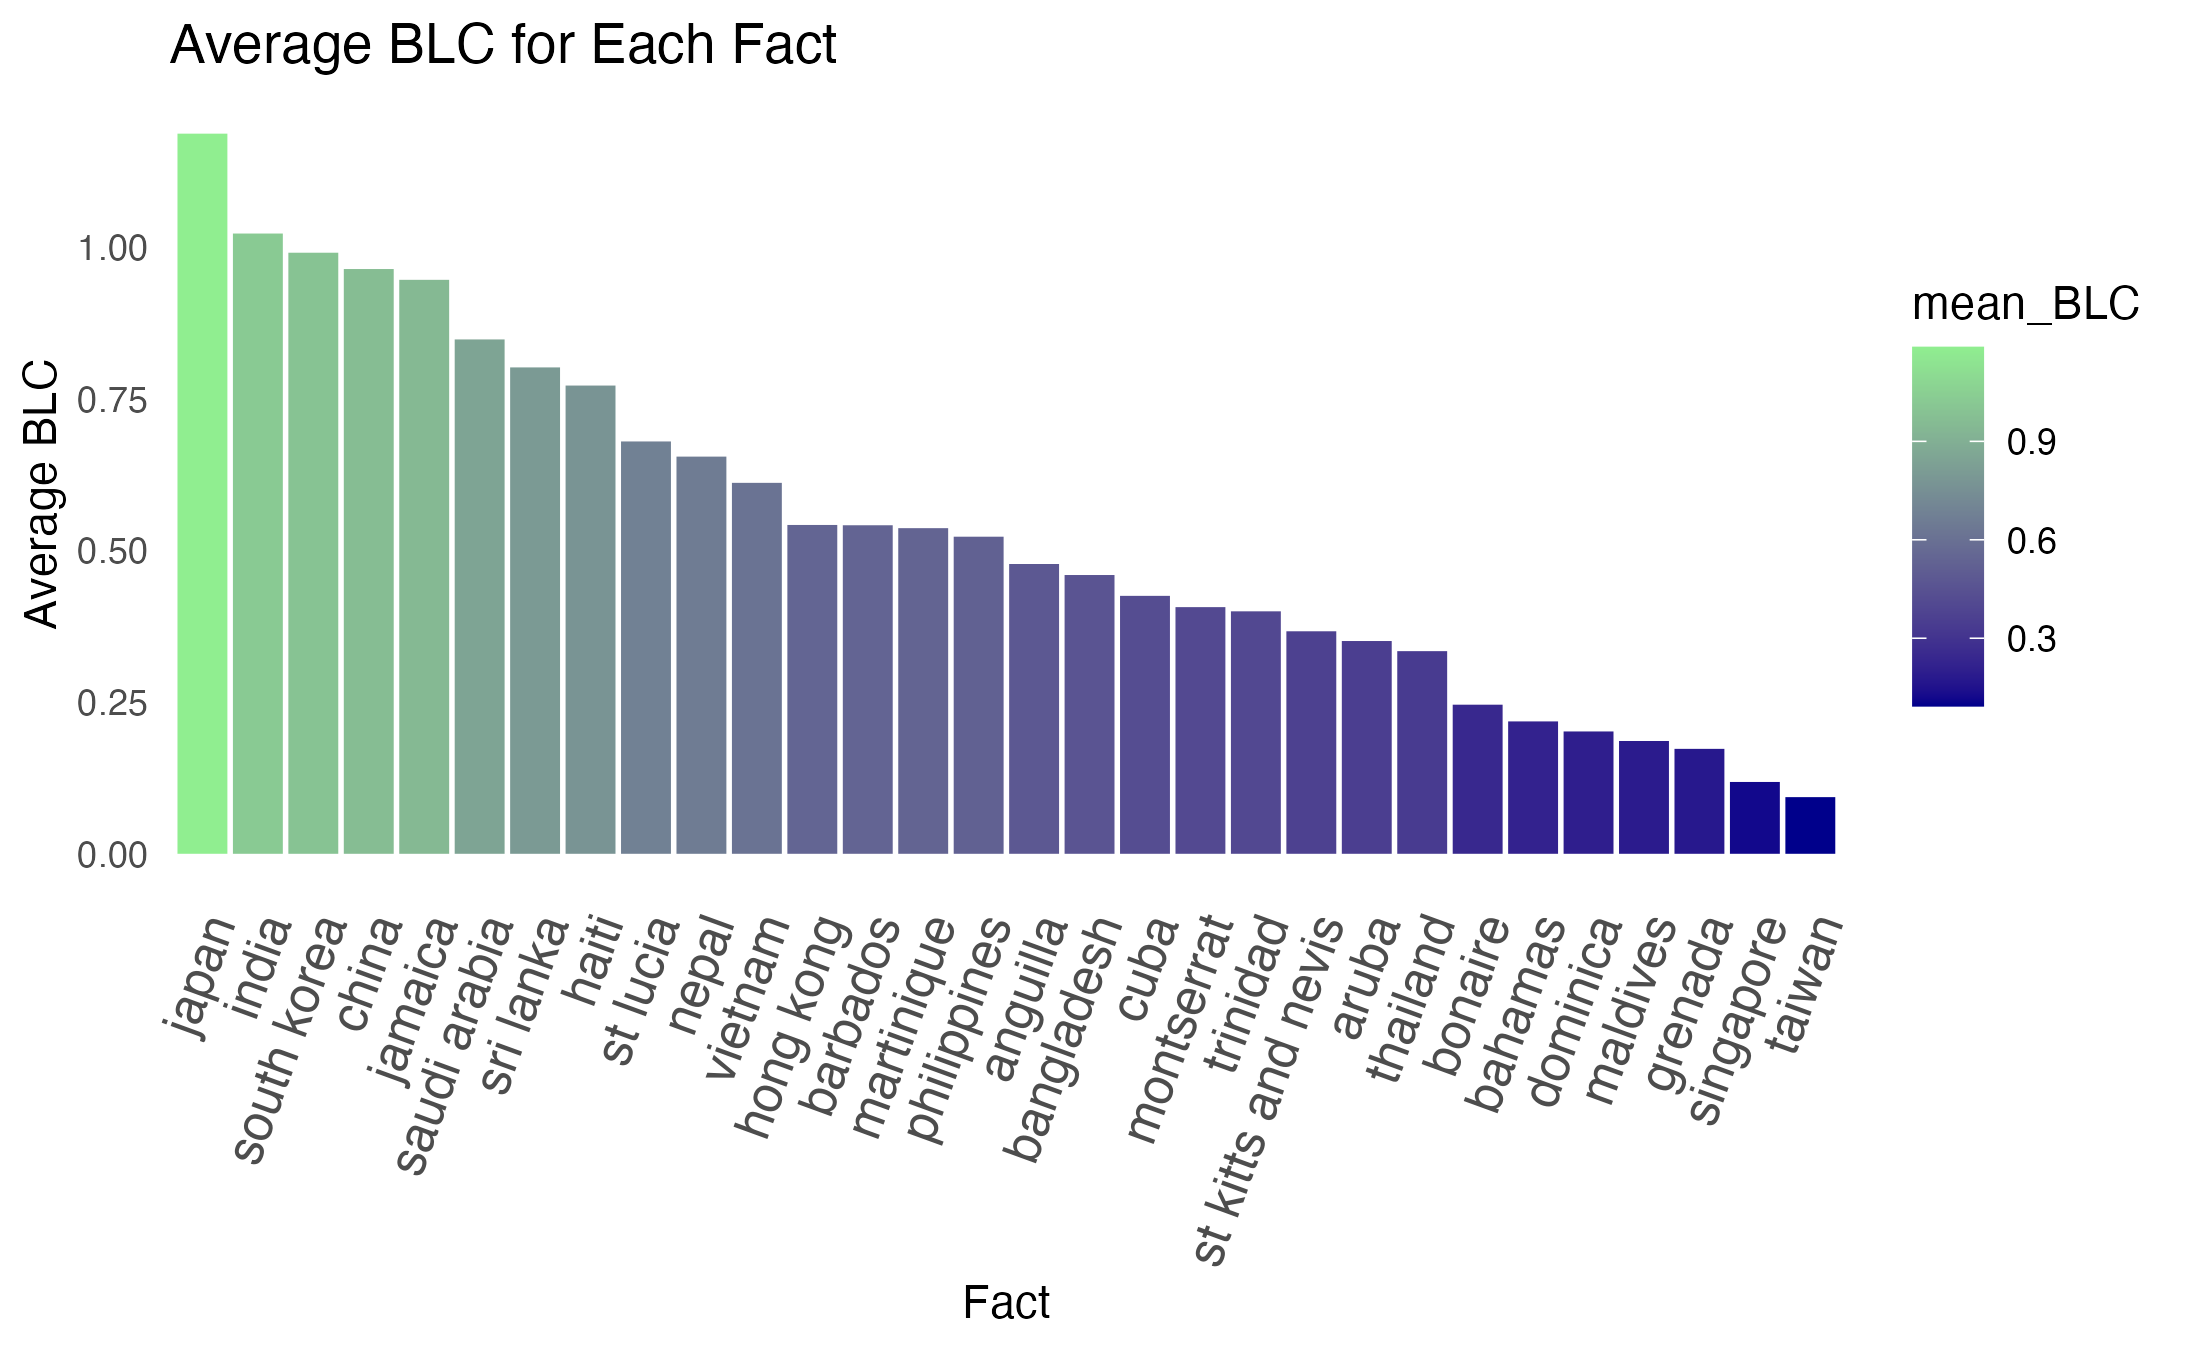 Average BLC for Each Fact
Average BLC
1.00
0.75
0.50
0.25
0.00
japan
india
south korea
china
jamaica
saudi arabia
sri lanka
haiti
st lucia
nepal
vietnam
hong kong
barbados
martinique
philippines
anguilla
bangladesh
cuba
montserrat
trinidad
st kitts and nevis
aruba
thailand
bonaire
bahamas
dominica
maldives
grenada
singapore
taiwan
Fact
mean_BLC
0.9
0.6
0.3